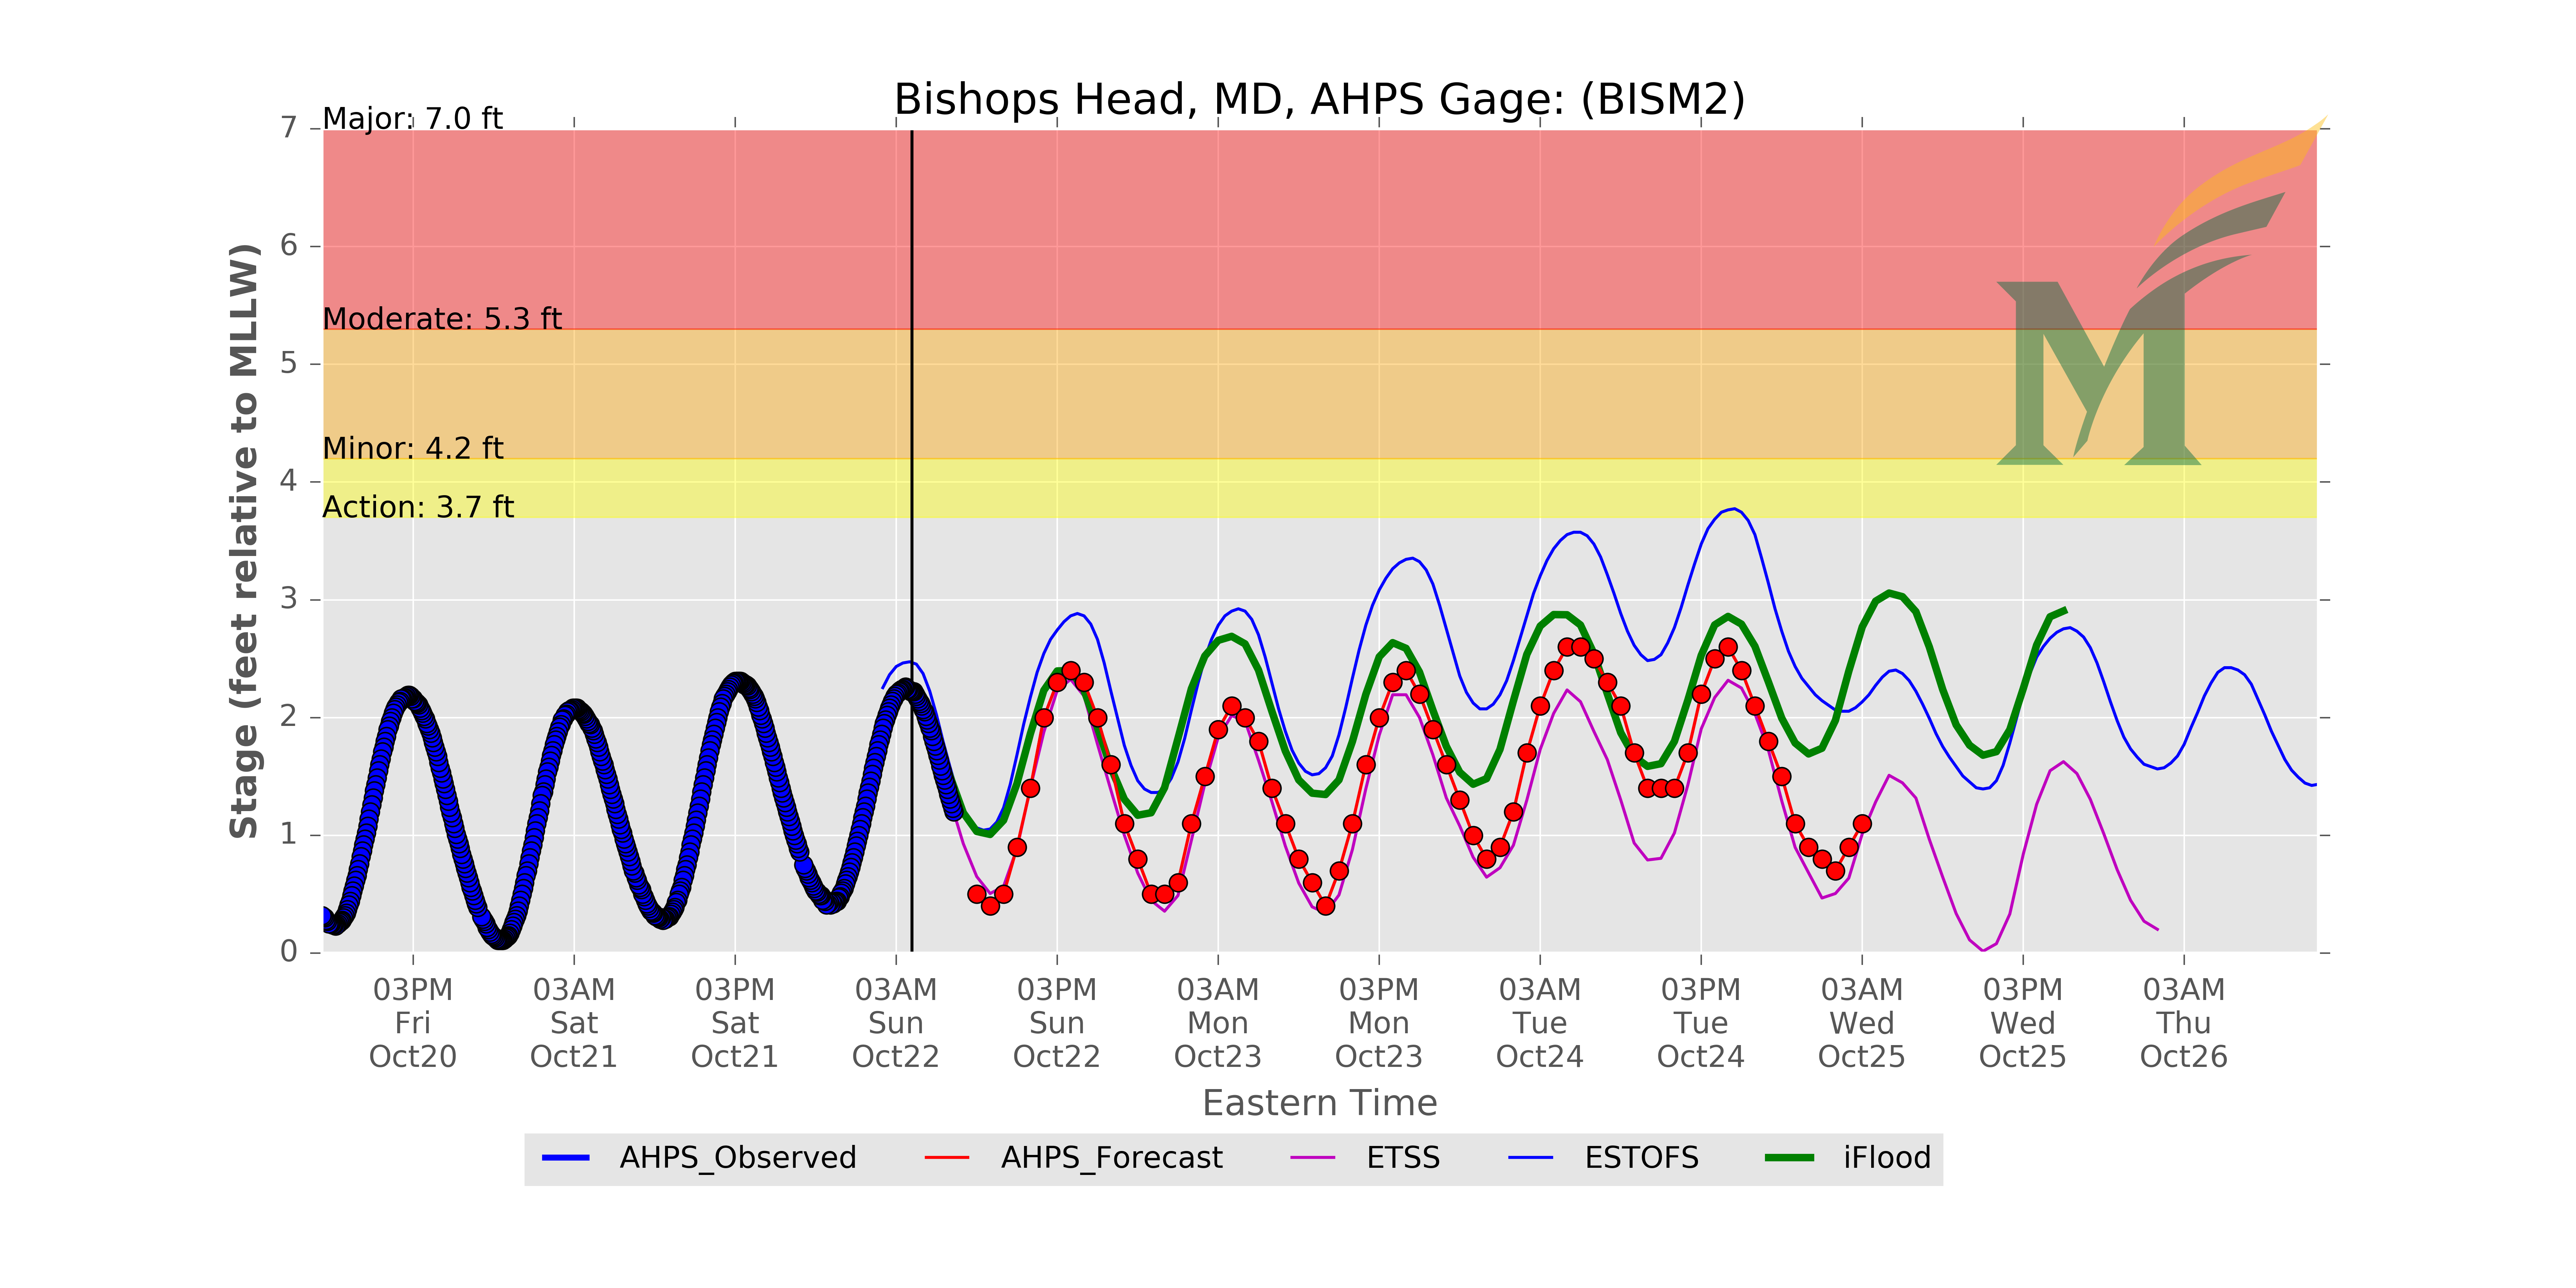 Bishops Head, MD, AHPS Gage: (BISM2)
Major: 7.0 ft
Moderate: 5.3 ft
Minor: 4.2 ft
Action: 3.7 ft
7
6
5
4
3
2
1
0
Stage (feet relative to MLLW)
03PM 03AM 03PM 03AM 03PM 03AM 03PM 03AM 03PM 03AM 03PM 03AM
Fri Sat Sat Sun Sun Mon Mon Tue Tue Wed Wed Thu
Oct20 Oct21 Oct21 Oct22 Oct22 Oct23 Oct23 Oct24 Oct24 Oct25 Oct25 Oct26
Eastern Time
AHPS_Observed AHPS_Forecast ETSS ESTOFS iFlood
M